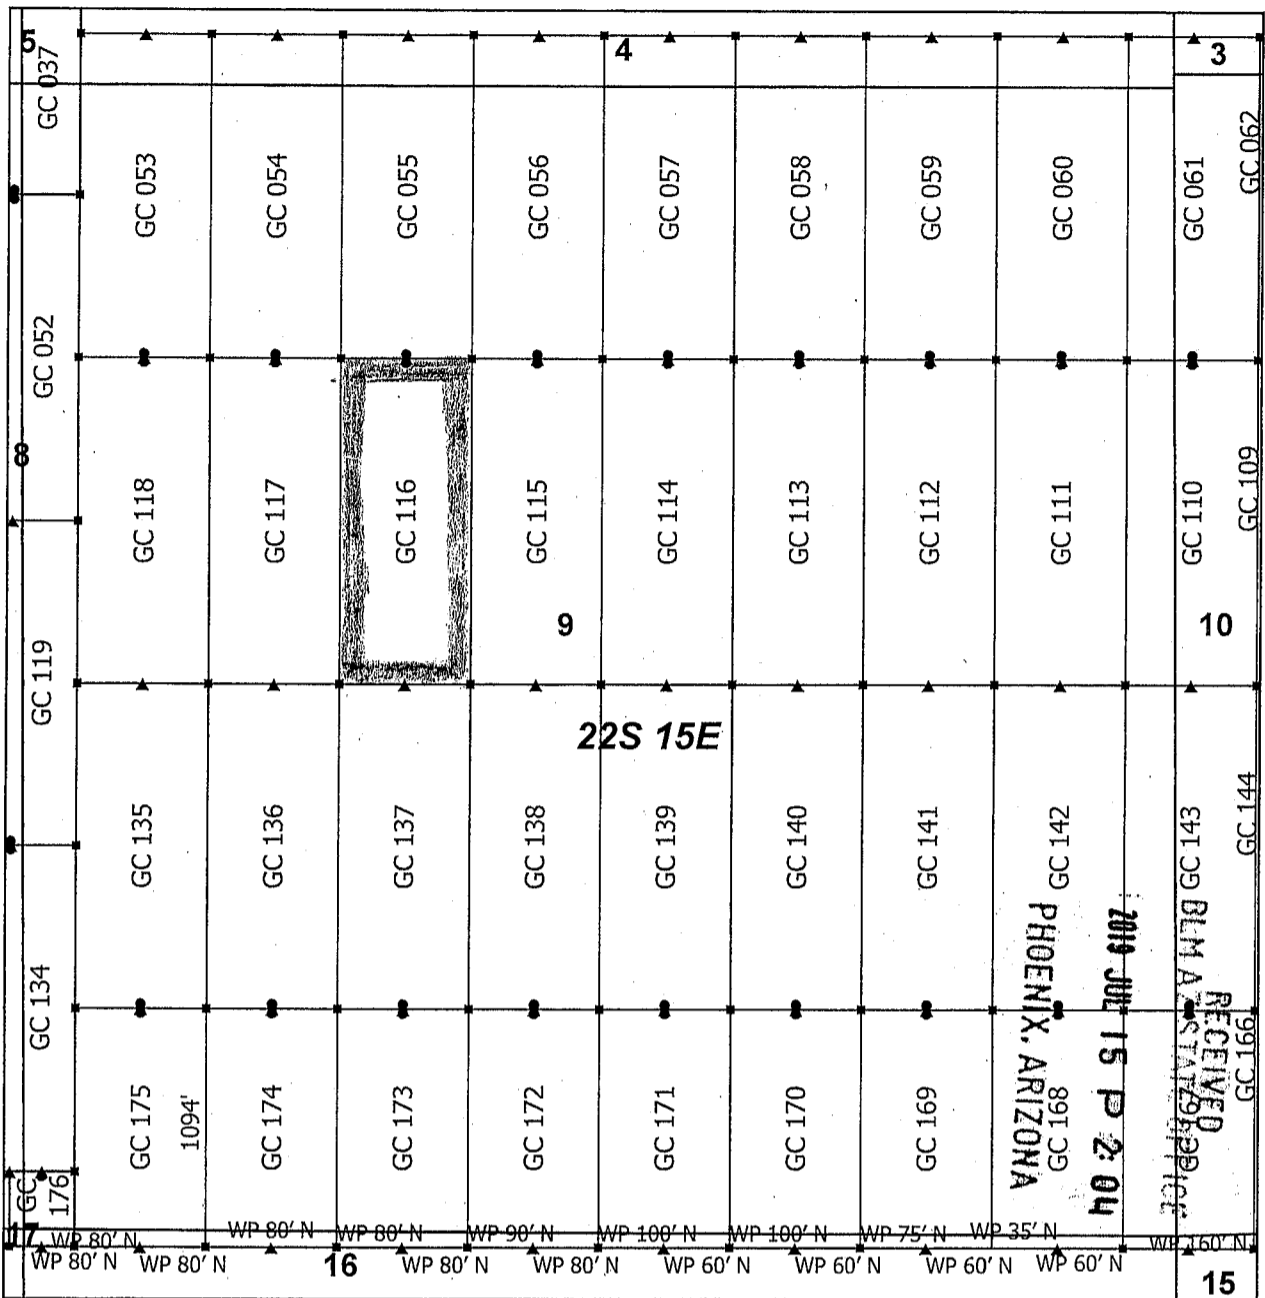 5
4
3
GC 037
GC 053
GC 054
GC 055
GC 056
GC 057
GC 058
GC 059
GC 060
GC 061
GC 062
GC 052
8
GC 118
GC 117
GC 116
GC 115
GC 114
GC 113
GC 112
GC 111
GC 110
GC 109
9
10
GC 119
22S 15E
GC 135
GC 136
GC 137
GC 138
GC 139
GC 140
GC 141
GC 142
GC 143
GC 144
GC 134
GC 175
1094'
GC 174
GC 173
GC 172
GC 171
GC 170
GC 169
GC 168
GC 166
RECEIVED
BLM AZ STATE OFFICE
2019 JUL 15 P 2:04
PHOENIX, ARIZONA
GC 176
17
WP 80' N
WP 80' N
WP 80' N
WP 90' N
WP 100' N
WP 100' N
WP 75' N
WP 35' N
WP 160' N
WP 80' N
WP 80' N
16
WP 80' N
WP 80' N
WP 60' N
WP 60' N
WP 60' N
WP 60' N
15